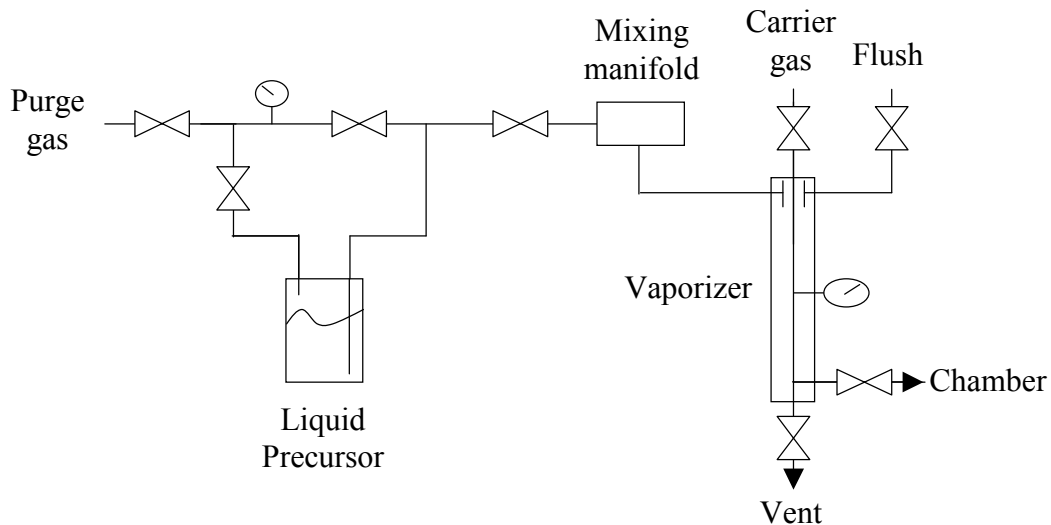 Purge
gas
Mixing
manifold
Carrier
gas
Flush
Vaporizer
Chamber
Liquid
Precursor
Vent